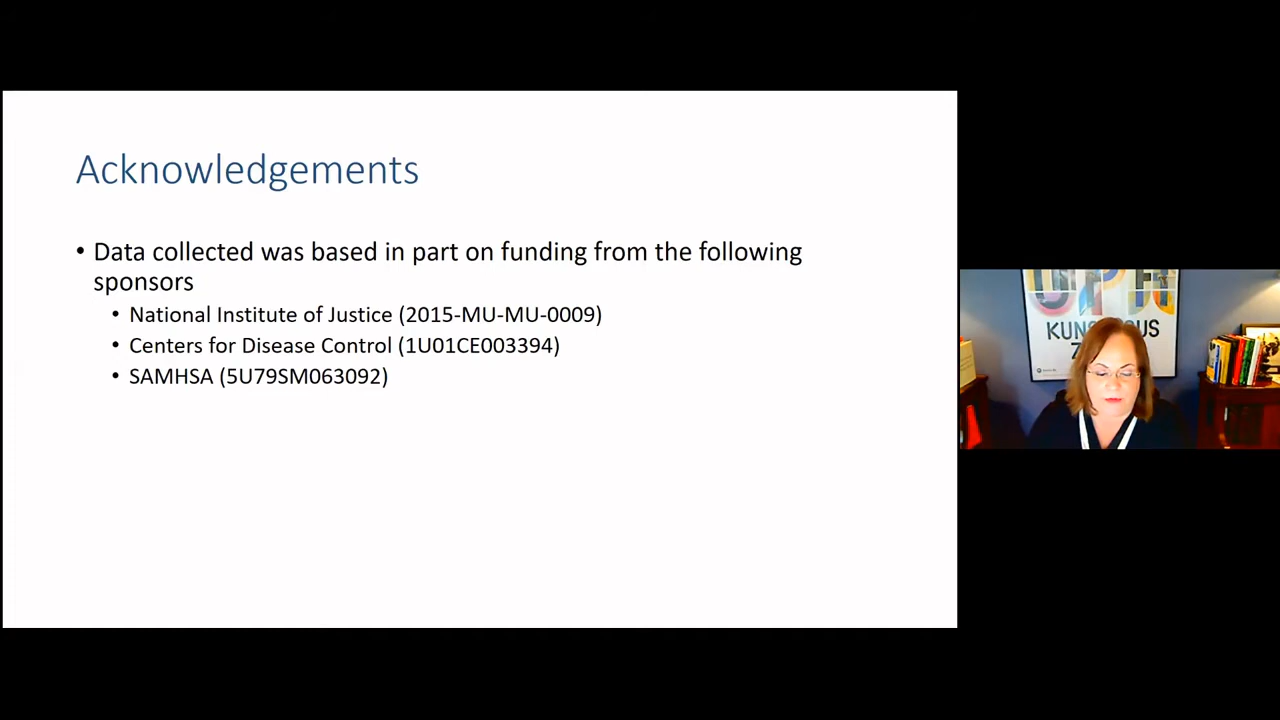 Acknowledgements
• Data collected was based in part on funding from the following
sponsors
• National Institute of Justice (2015-MU-MU-0009)
• Centers for Disease Control (1U01CE003394)
• SAMHSA (5U79SM063092)